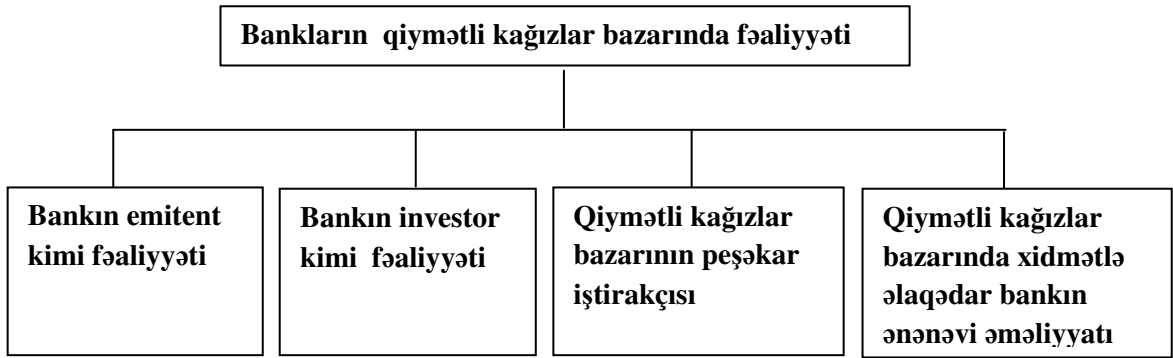 Bankların qiymətli kağızlar bazarında fəaliyyəti
Bankın emitent
kimi fəaliyyəti
Bankın investor
kimi fəaliyyəti
Qiymətli kağızlar
bazarının peşəkar
iştirakçısı
Qiymətli kağızlar
bazarında xidmətlə
əlaqədar bankın
ənənəvi əməliyyatı